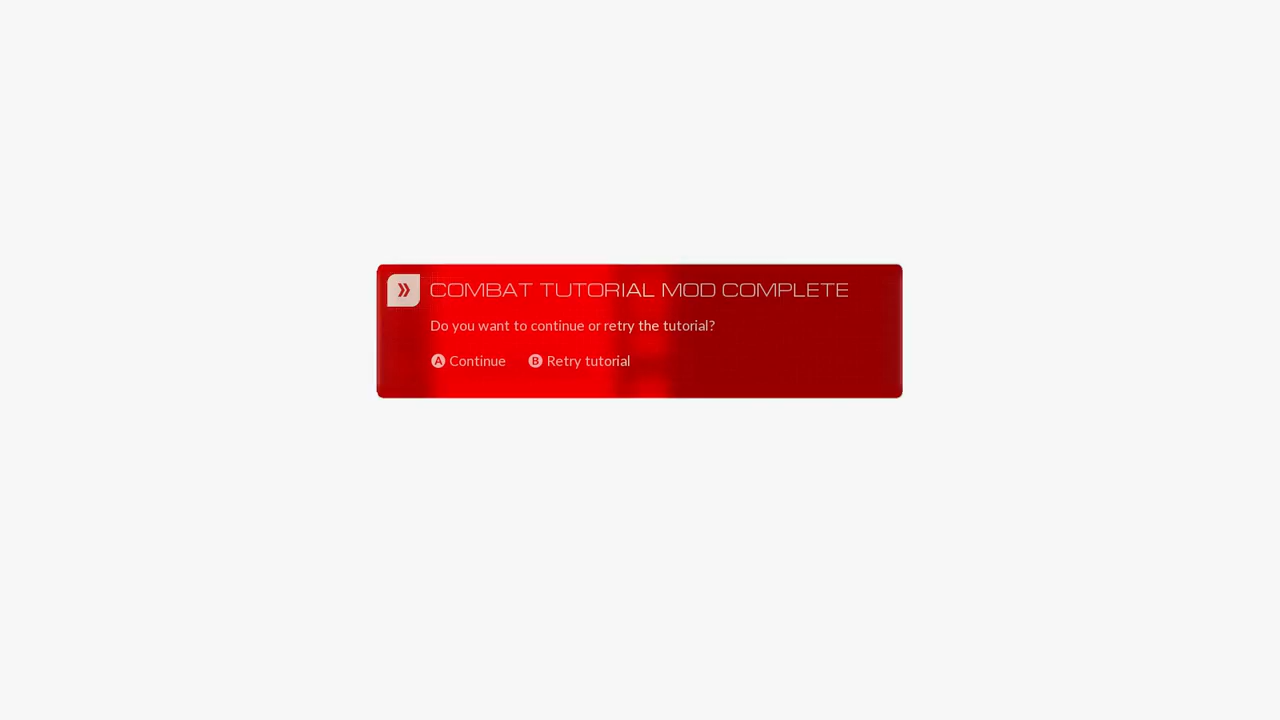 COMBAT TUTORIAL MOD COMPLETE
Do you want to continue or retry the tutorial?
A Continue B Retry tutorial